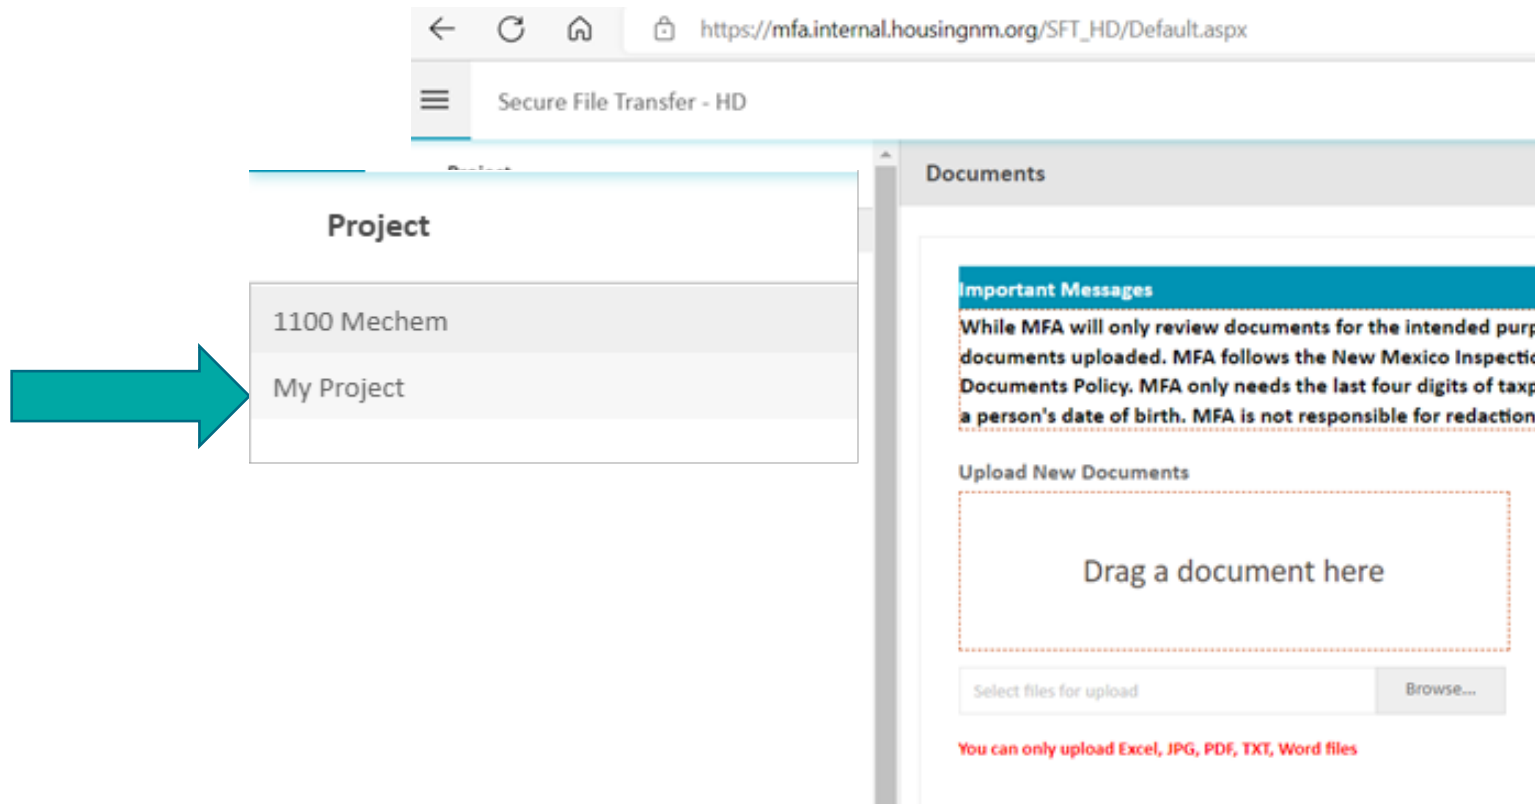 https://mfa.internal.housingnm.org/SFT_HD/Default.aspx
Secure File Transfer - HD
Project
Project
1100 Mechem
My Project
Documents
Important Messages
While MFA will only review documents for the intended purp
documents uploaded. MFA follows the New Mexico Inspectio
Documents Policy. MFA only needs the last four digits of taxp
a person's date of birth. MFA is not responsible for redaction
Upload New Documents
Drag a document here
Select files for upload
Browse...
You can only upload Excel, JPG, PDF, TXT, Word files